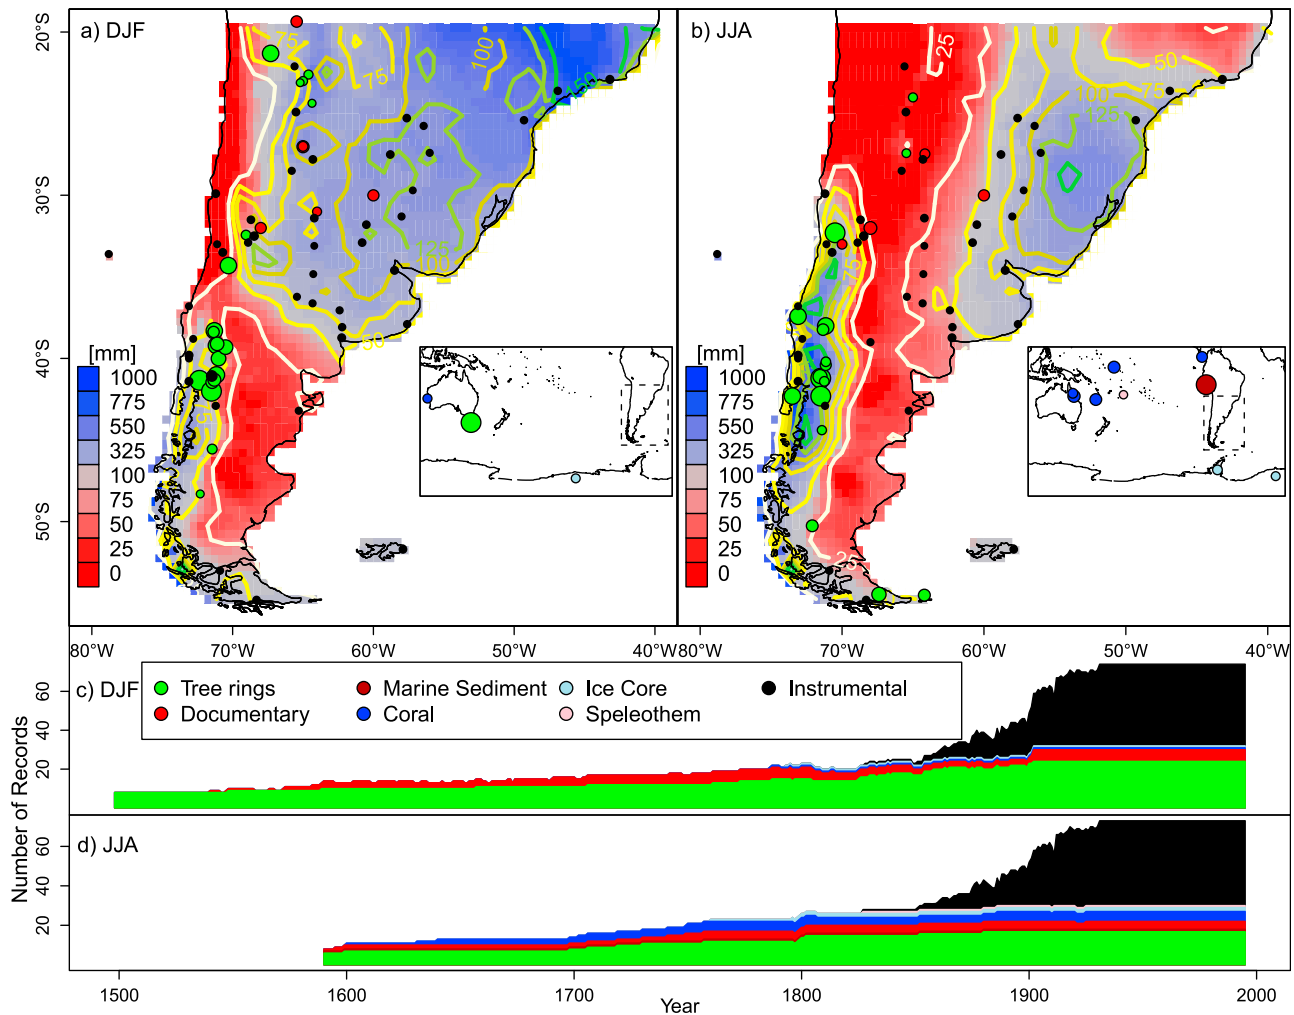 a) DJF
b) JJA
20°S
30°S
40°S
50°S
75
75
100
150
125
100
50
25
50
75
100
125
75
25
[mm]
1000
775
550
325
100
75
50
25
0
[mm]
1000
775
550
325
100
75
50
25
0
80°W
70°W
60°W
50°W
40°W
80°W
70°W
60°W
50°W
40°W
c) DJF
Tree rings
Marine Sediment
Ice Core
Instrumental
Documentary
Coral
Speleothem
60
40
20
d) JJA
60
40
20
Number of Records
1500
1600
1700
1800
1900
2000
Year